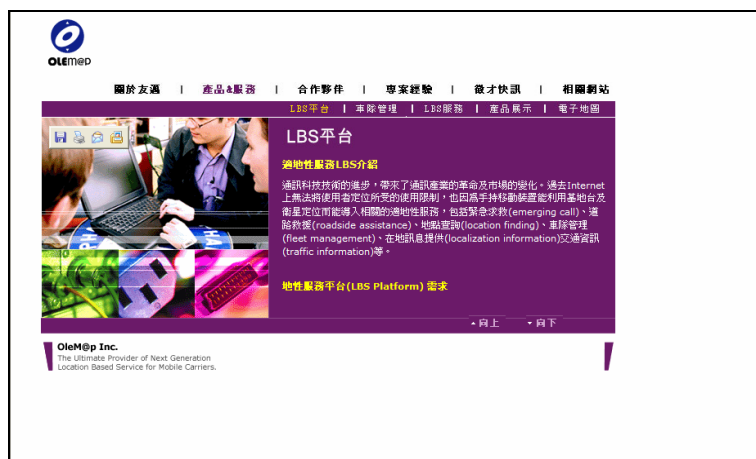 OLEM@P
關於友邁 | 產品&服務 | 合作夥伴 | 專案經驗 | 徵才快訊 | 相關網站
LBS平台 | 車隊管理 | LBS服務 | 產品展示 | 電子地圖
LBS平台
適地性服務LBS介紹
通訊科技技術的進步，帶來了通訊產業的革命及市場的變化。過去Internet
上無法將使用者定位所受的使用限制，也因為手持移動裝置能利用基地台及
衛星定位而能導入相關的適地性服務，包括緊急求救(emerging call)、道
路救援(roadside assistance)、地點查詢(location finding)、車隊管理
(fleet management)、在地訊息提供(localization information)交通資訊
(traffic information)等。
地性服務平台(LBS Platform) 需求
向上 向下
OleM@p Inc.
The Ultimate Provider of Next Generation
Location Based Service for Mobile Carriers.